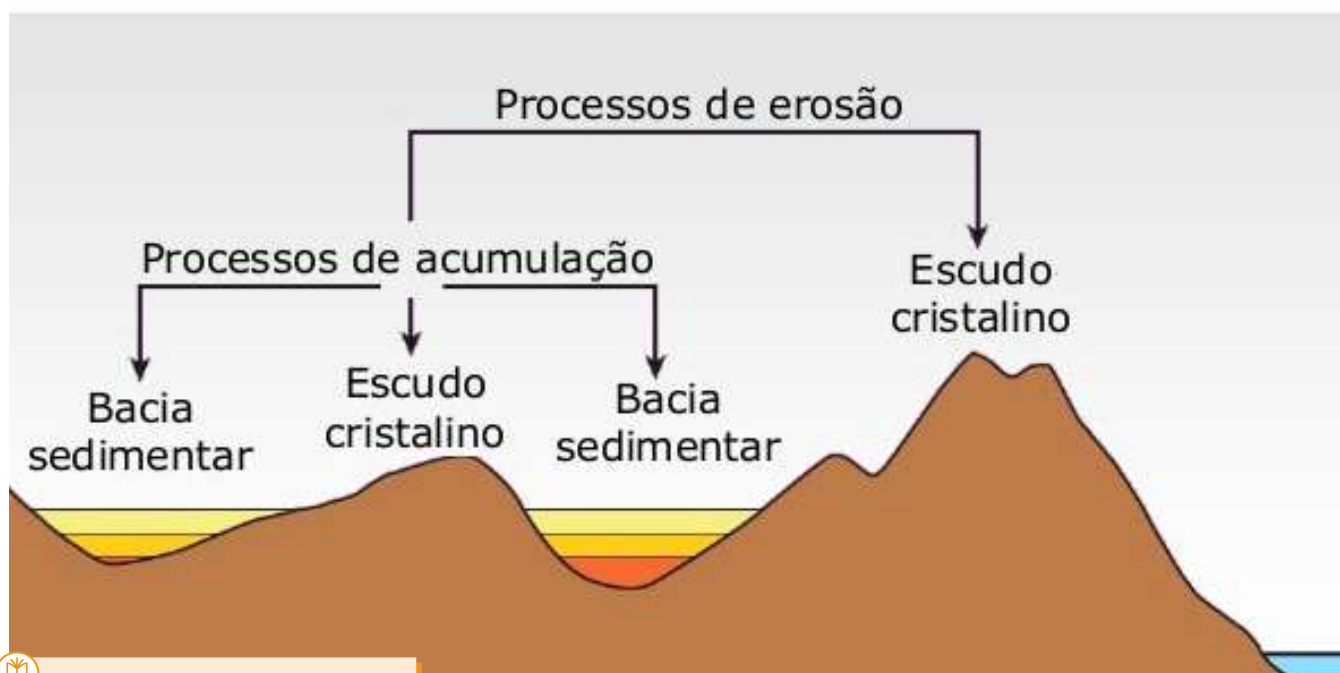 Processos de erosão
Processos de acumulação
Escudo
cristalino
Bacia
sedimentar
Escudo
cristalino
Bacia
sedimentar